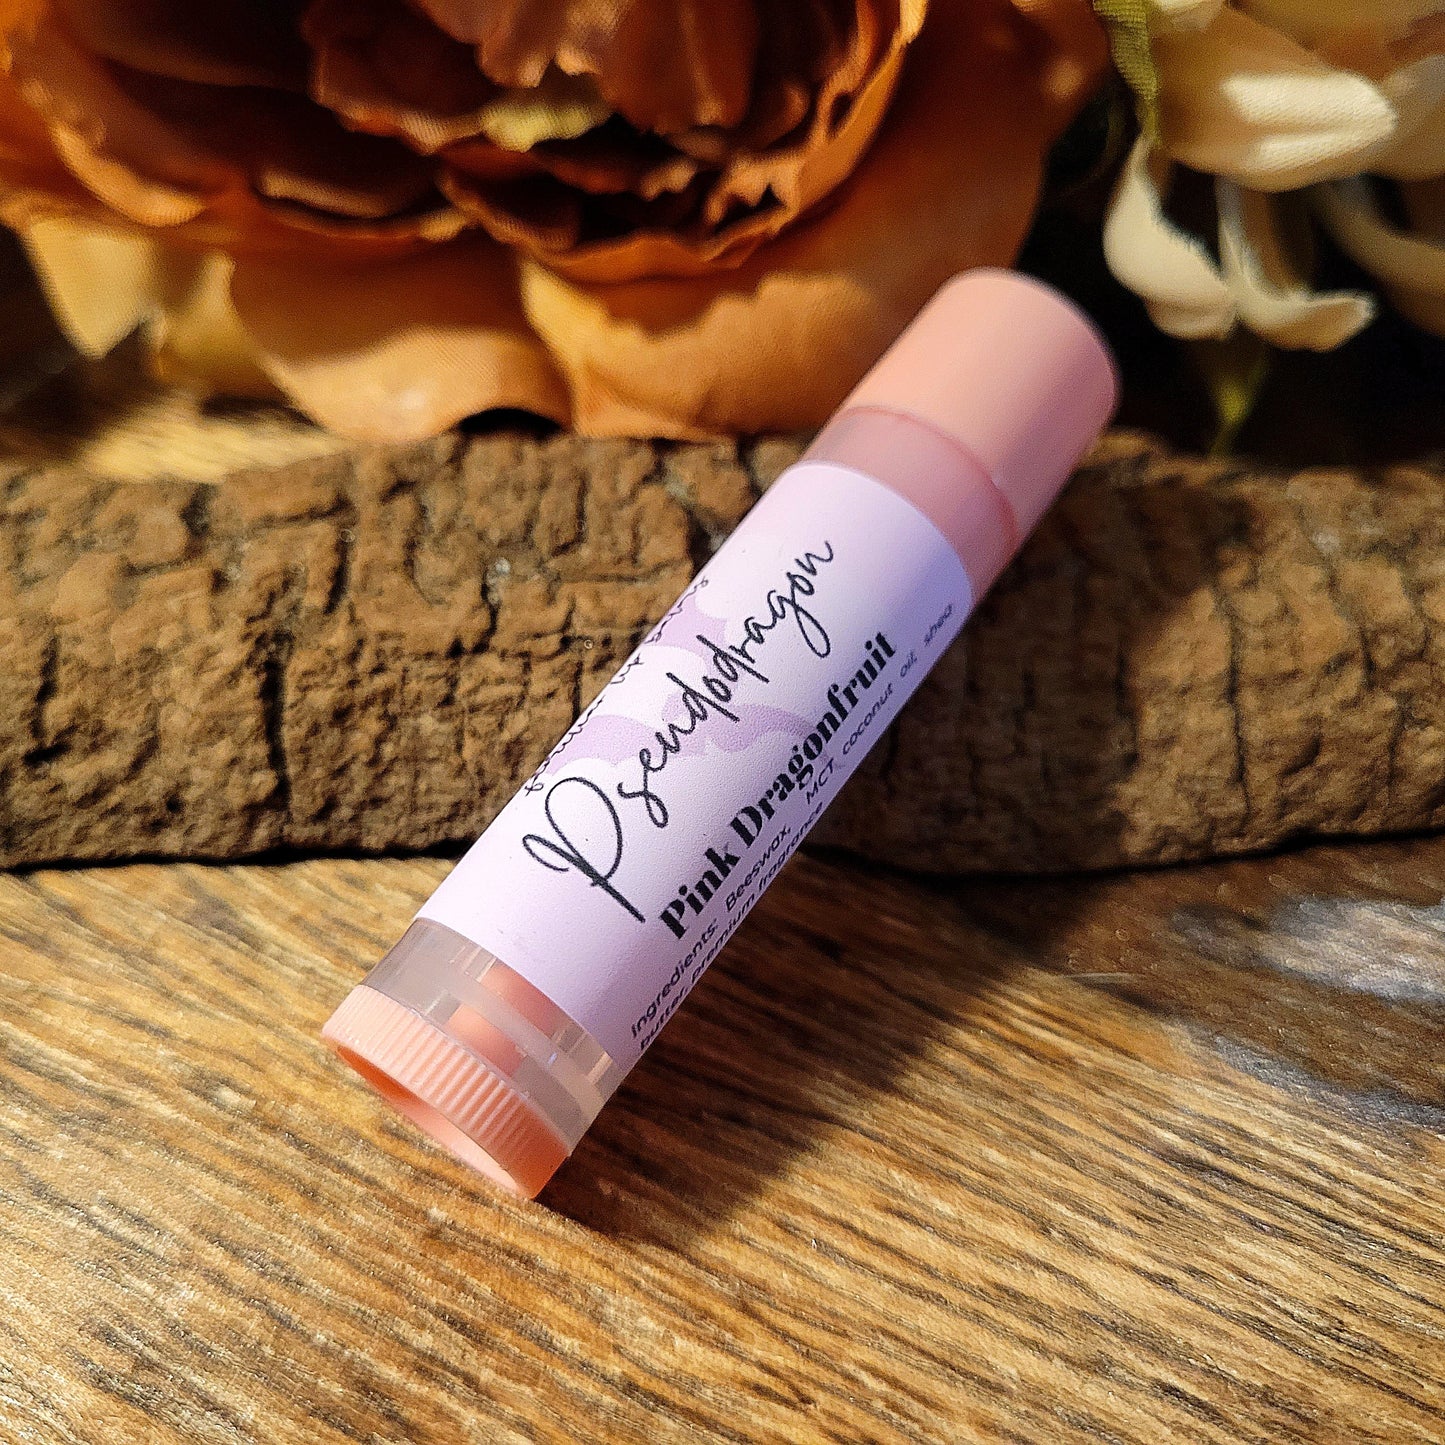 Pseudodragon
Pink Dragonfruit
Ingredients: Beeswax, MCT, coconut oil, shea
butter, premium fragrance